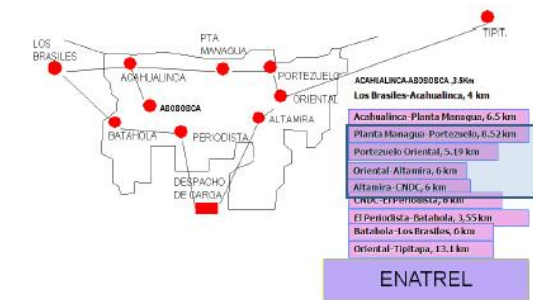 LOS
BRASILES
PTA.
MANAGUA
TIPIT.
ACAHUALINCA
PORTEZUELO
ASOSOSCA
ORIENTAL
ALTAMIRA
BATAHOLA
PERIODISTA
DESPACHO
DE CARGA
ACAHUALINCA-ASOSOSCA ,3.5Km
Los Brasiles-Acahualinca, 4 km
Acahualinca-Planta Managua, 6.5 km
Planta Managua-Portezuelo, 8.52 km
Portezuelo Oriental, 5.19 km
Oriental-Altamira, 6 km
Altamira-CNDC, 6 km
CNDC-El Periodista, 6 km
El Periodista-Batahola, 3,55 km
Batahola-Los Brasiles, 6 km
Oriental-Tipitapa, 13.1 km
ENATREL